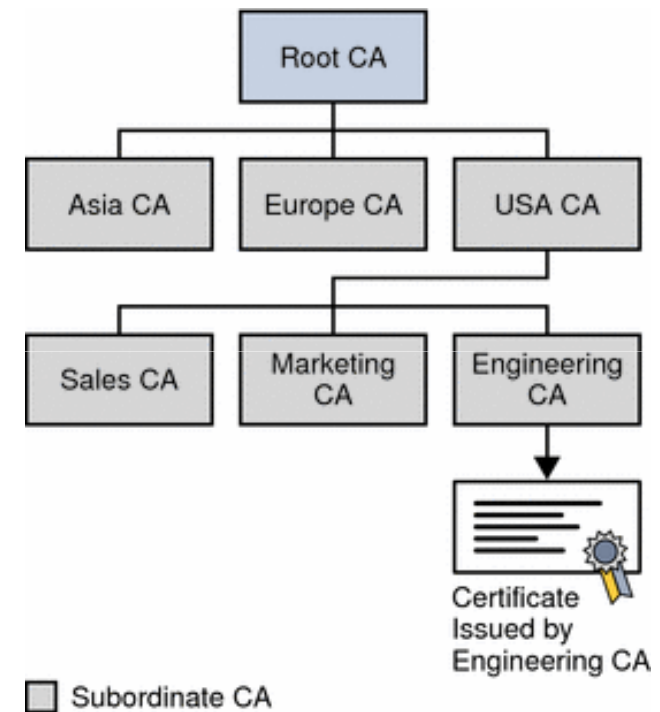 Root CA
Asia CA
Europe CA
USA CA
Sales CA
Marketing
CA
Engineering
CA
Certificate
Issued by
Engineering CA
Subordinate CA